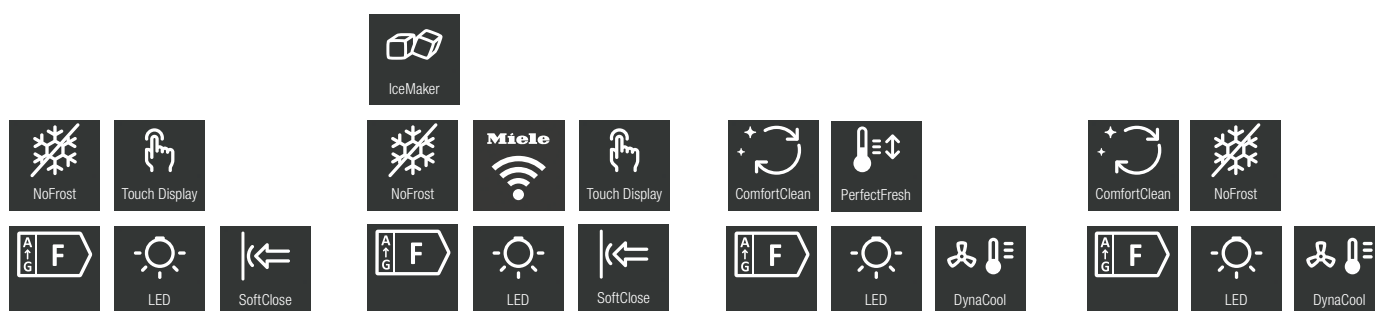 IceMaker
NoFrost Touch Display
Miele
NoFrost Touch Display
ComfortClean PerfectFresh
ComfortClean NoFrost
A G F
LED SoftClose
A G F
LED SoftClose
A G F
LED DynaCool
A G F
LED DynaCool